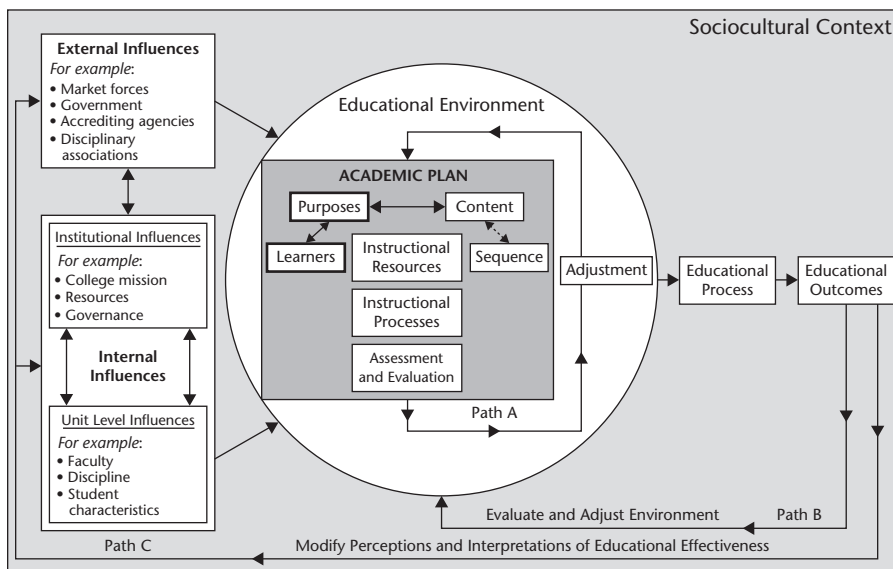 Sociocultural Context
External Influences
For example:
• Market forces
• Government
• Accrediting agencies
• Disciplinary
associations
Institutional Influences
For example:
• College mission
• Resources
• Governance
Internal
Influences
Unit Level Influences
For example:
• Faculty
• Discipline
• Student
characteristics
Educational Environment
ACADEMIC PLAN
Purposes
Content
Learners
Instructional
Resources
Sequence
Instructional
Processes
Assessment
and Evaluation
Adjustment
Path A
Educational
Process
Educational
Outcomes
Evaluate and Adjust Environment
Path B
Path C
Modify Perceptions and Interpretations of Educational Effectiveness